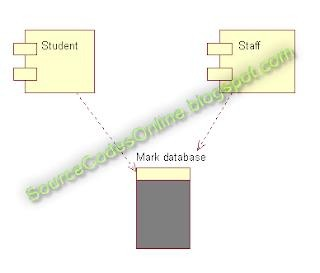 Student
Staff
Mark database
SourceCodesOnline.blogspot.com